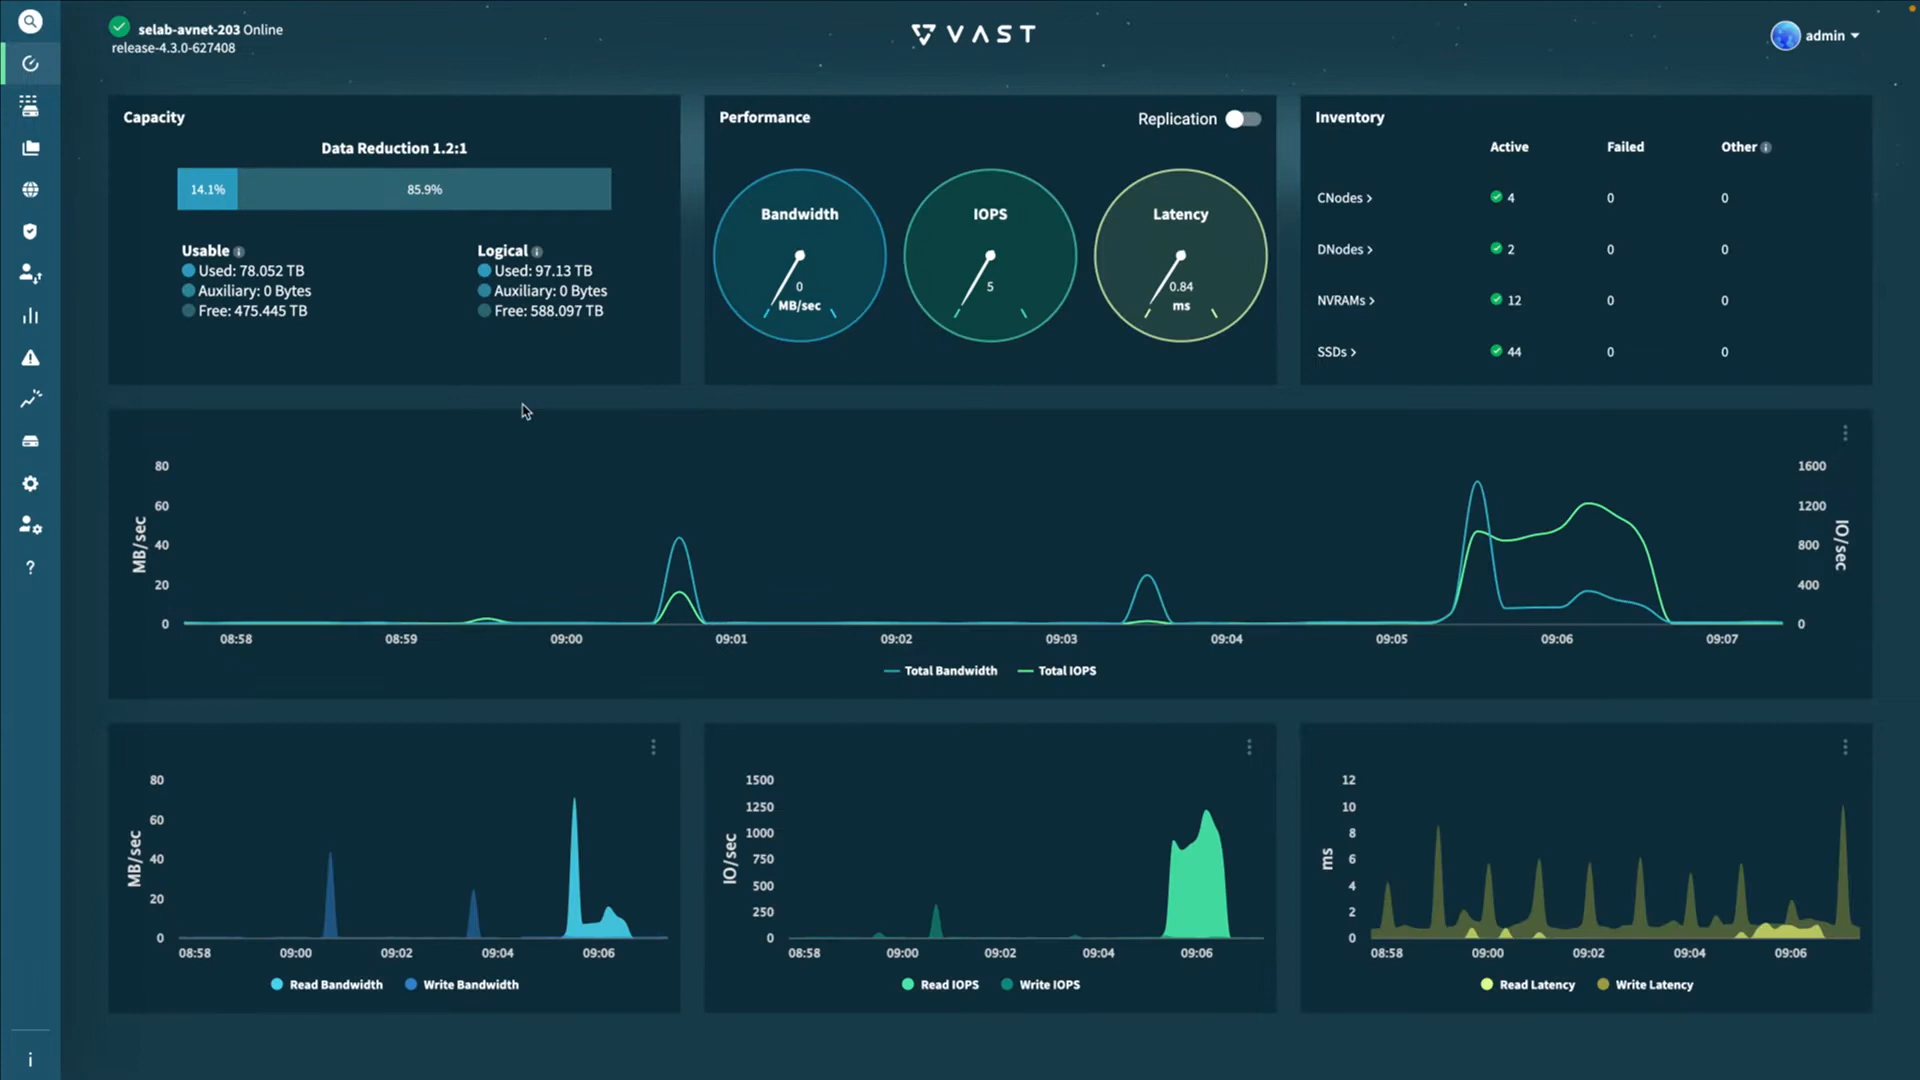 selab-avnet-203 Online
release-4.3.0-627408
VAST
admin
Capacity
Data Reduction 1.2:1
14.1%
85.9%
Usable
Used: 78.052 TB
Auxiliary: 0 Bytes
Free: 475.445 TB
Logical
Used: 97.13 TB
Auxiliary: 0 Bytes
Free: 588.097 TB
Performance
Replication
Bandwidth
0
MB/sec
IOPS
5
Latency
0.84
ms
Inventory
Active Failed Other
CNodes > 4 0 0
DNodes > 2 0 0
NVRAMs > 12 0 0
SSDs > 44 0 0
MB/sec
80
60
40
20
0
1600
1200
800
400
0
IO/sec
08:58 08:59 09:00 09:01 09:02 09:03 09:04 09:05 09:06 09:07
Total Bandwidth Total IOPS
MB/sec
80
60
40
20
0
08:58 09:00 09:02 09:04 09:06
Read Bandwidth Write Bandwidth
IO/sec
1500
1250
1000
750
500
250
0
08:58 09:00 09:02 09:04 09:06
Read IOPS Write IOPS
ms
12
10
8
6
4
2
0
08:58 09:00 09:02 09:04 09:06
Read Latency Write Latency
?
i